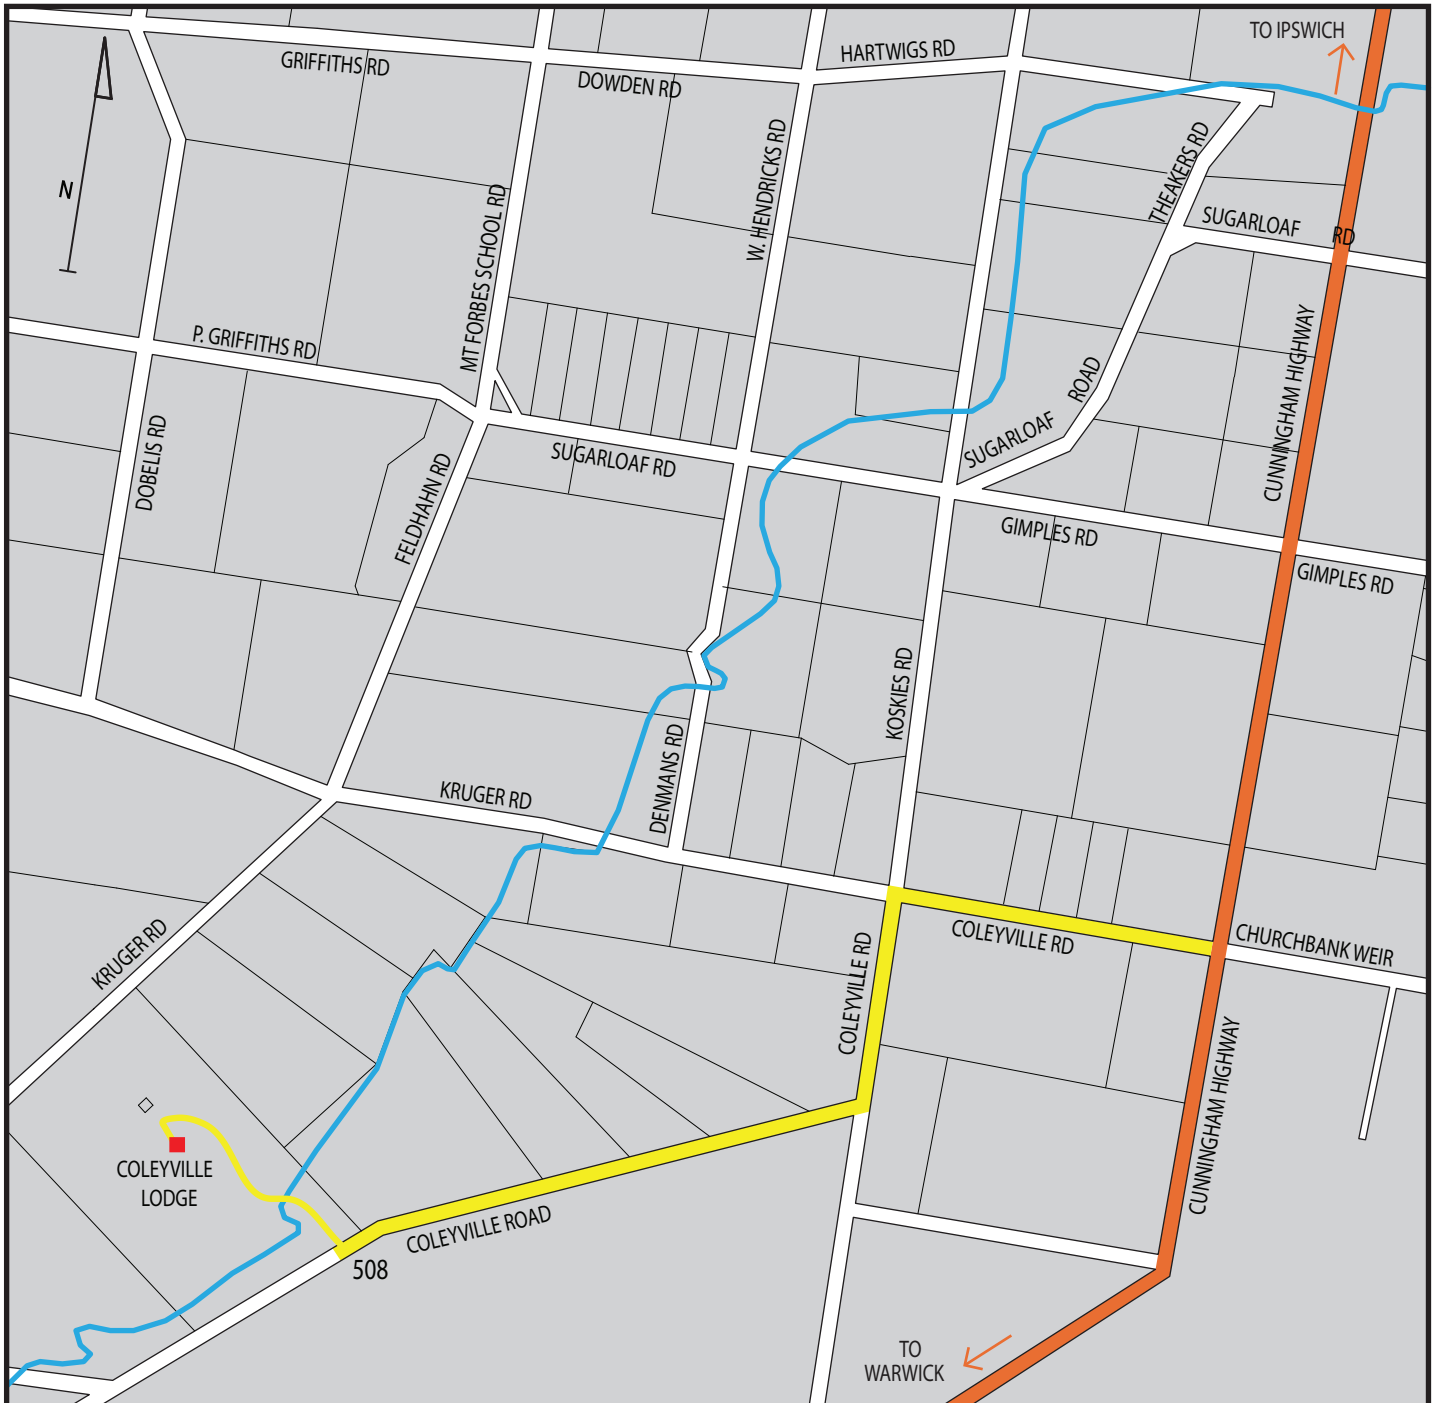 TO IPSWICH
HARTWIGS RD
GRIFFITHS RD
DOWDEN RD
N
W. HENDRICKS RD
THEAKERS RD
SUGARLOAF RD
MT FORBES SCHOOL RD
P. GRIFFITHS RD
CUNNINGHAM HIGHWAY
SUGARLOAF ROAD
DOBELIS RD
FELDHAHN RD
SUGARLOAF RD
GIMPLES RD
GIMPLES RD
KOSKIES RD
DENMANS RD
KRUGER RD
KRUGER RD
COLEYVILLE RD
COLEYVILLE RD
CHURCHBANK WEIR
CUNNINGHAM HIGHWAY
COLEYVILLE
LODGE
COLEYVILLE ROAD
508
TO
WARWICK